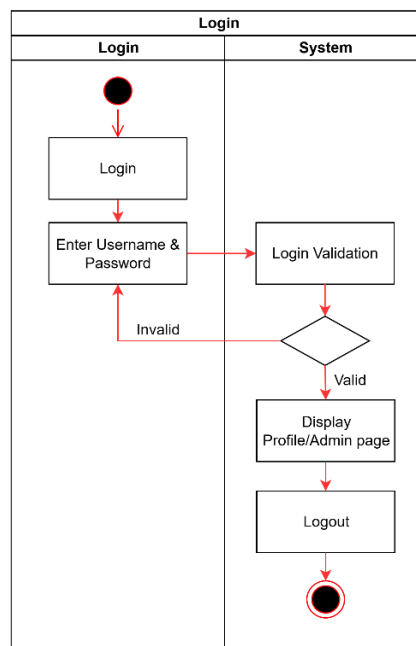 Login
Login
System
Login
Enter Username &
Password
Login Validation
Invalid
Valid
Display
Profile/Admin page
Logout